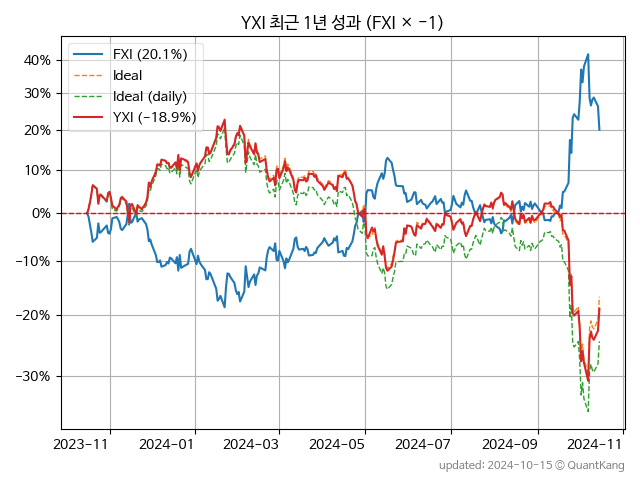 YXI 최근 1년 성과 (FXI × -1)
FXI (20.1%)
Ideal
Ideal (daily)
YXI (-18.9%)
40%
30%
20%
10%
0%
-10%
-20%
-30%
2023-11 2024-01 2024-03 2024-05 2024-07 2024-09 2024-11
updated: 2024-10-15 © QuantKang